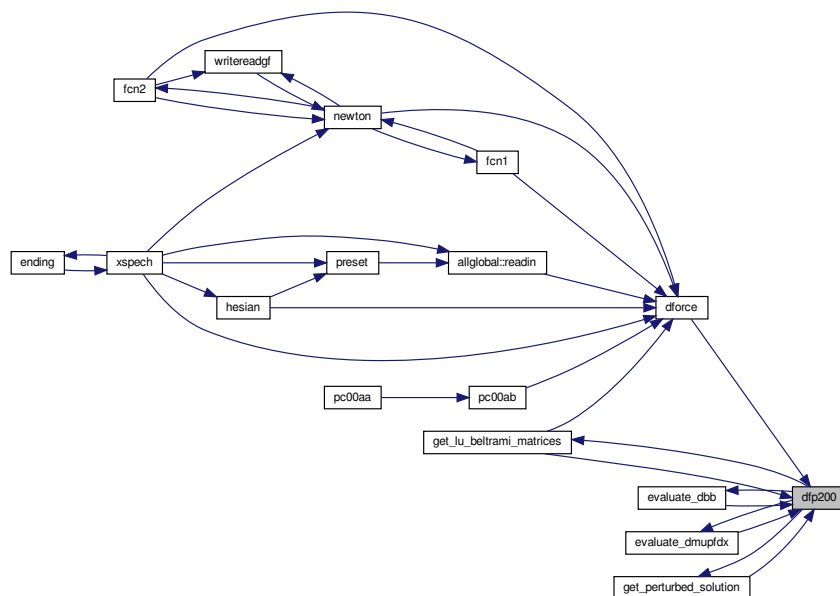 writereadgf
fcn2
newton
fcn1
ending
xspech
preset
allglobal::readin
hesian
dforce
pc00aa
pc00ab
get_lu_beltrami_matrices
evaluate_dbb
dfp200
evaluate_dmupfdx
get_perturbed_solution